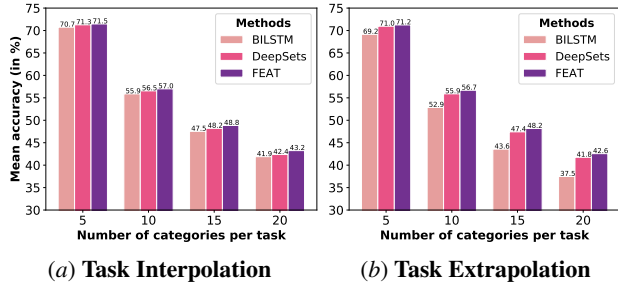 75
70
65
60
55
50
45
40
35
30
Mean accuracy (in %)
70.7 71.3 71.5
55.9 56.5 57.0
47.5 48.2 48.8
41.9 42.4 43.2
Methods
BILSTM
DeepSets
FEAT
5 10 15 20
Number of categories per task
(a) Task Interpolation
75
70
65
60
55
50
45
40
35
30
69.2 71.0 71.2
52.9 55.9 56.7
43.6 47.4 48.2
37.5 41.8 42.6
Methods
BILSTM
DeepSets
FEAT
5 10 15 20
Number of categories per task
(b) Task Extrapolation